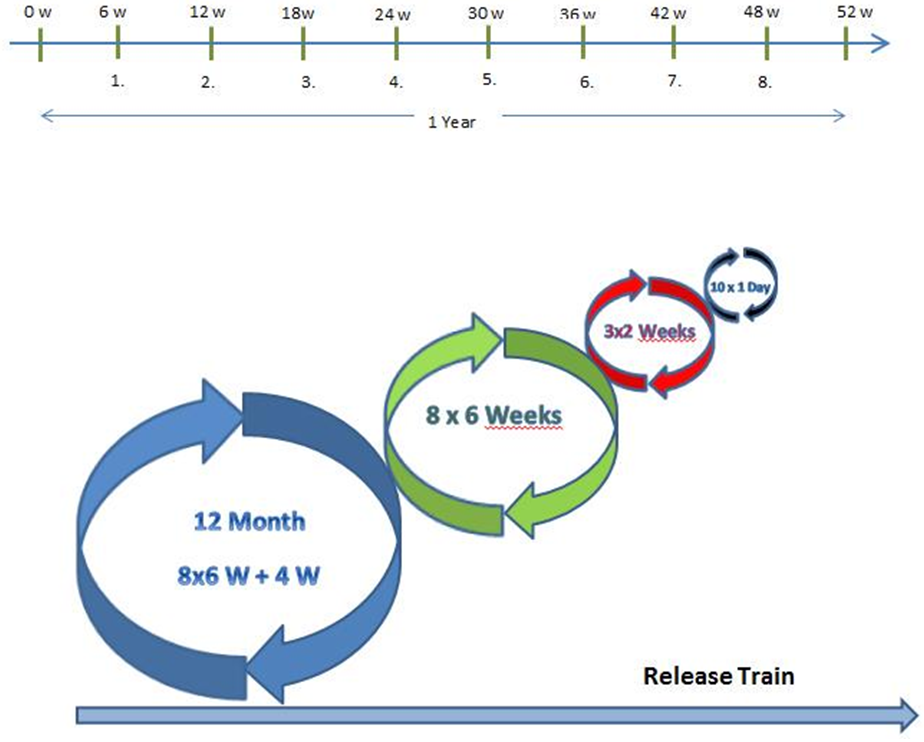 0 w 6 w 12 w 18w 24 w 30 w 36 w 42 w 48 w 52 w
1. 2. 3. 4. 5. 6. 7. 8.
1 Year
10 x 1 Day
3x2 Weeks
8 x 6 Weeks
12 Month
8x6 W + 4 W
Release Train